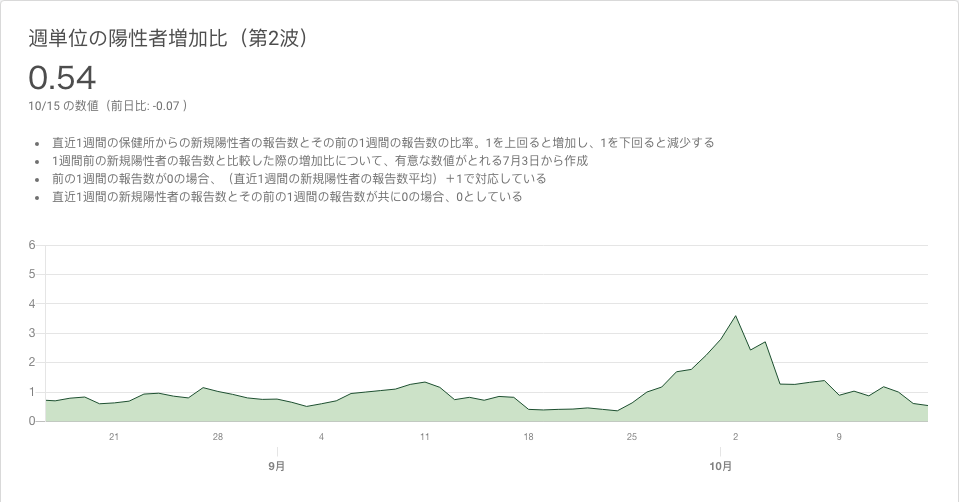 週単位の陽性者増加比（第2波）
0.54
10/15 の数値（前日比: -0.07 ）
• 直近1週間の保健所からの新規陽性者の報告数とその前の1週間の報告数の比率。1を上回ると増加し、1を下回ると減少する
• 1週間前の新規陽性者の報告数と比較した際の増加比について、有意な数値がとれる7月3日から作成
• 前の1週間の報告数が0の場合、（直近1週間の新規陽性者の報告数平均）＋1で対応している
• 直近1週間の新規陽性者の報告数とその前の1週間の報告数が共に0の場合、0としている
6
5
4
3
2
1
0
21 28 4 11 18 25 2 9
9月 10月